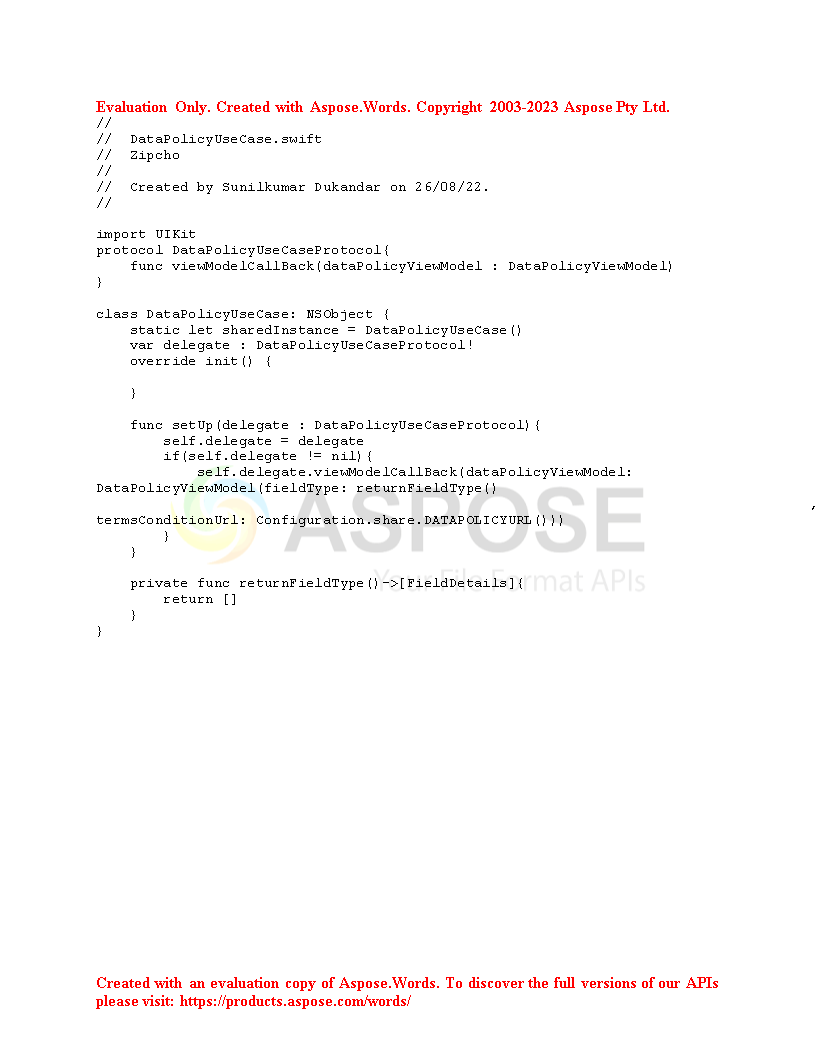 Evaluation Only. Created with Aspose.Words. Copyright 2003-2023 Aspose Pty Ltd.
//
//  DataPolicyUseCase.swift
//  Zipcho
//
//  Created by Sunilkumar Dukandar on 26/08/22.
//
import UIKit
protocol DataPolicyUseCaseProtocol{
    func viewModelCallBack(dataPolicyViewModel : DataPolicyViewModel)
}
class DataPolicyUseCase: NSObject {
    static let sharedInstance = DataPolicyUseCase()
    var delegate : DataPolicyUseCaseProtocol!
    override init() {
    }
    func setUp(delegate : DataPolicyUseCaseProtocol){
        self.delegate = delegate
        if(self.delegate != nil){
            self.delegate.viewModelCallBack(dataPolicyViewModel:
DataPolicyViewModel(fieldType: returnFieldType()
,
termsConditionUrl: Configuration.share.DATAPOLICYURL()))
        }
    }
    private func returnFieldType()->[FieldDetails]{
        return []
    }
}
ASPOSE
Your File Format APIs
Created with an evaluation copy of Aspose.Words. To discover the full versions of our APIs
please visit: https://products.aspose.com/words/